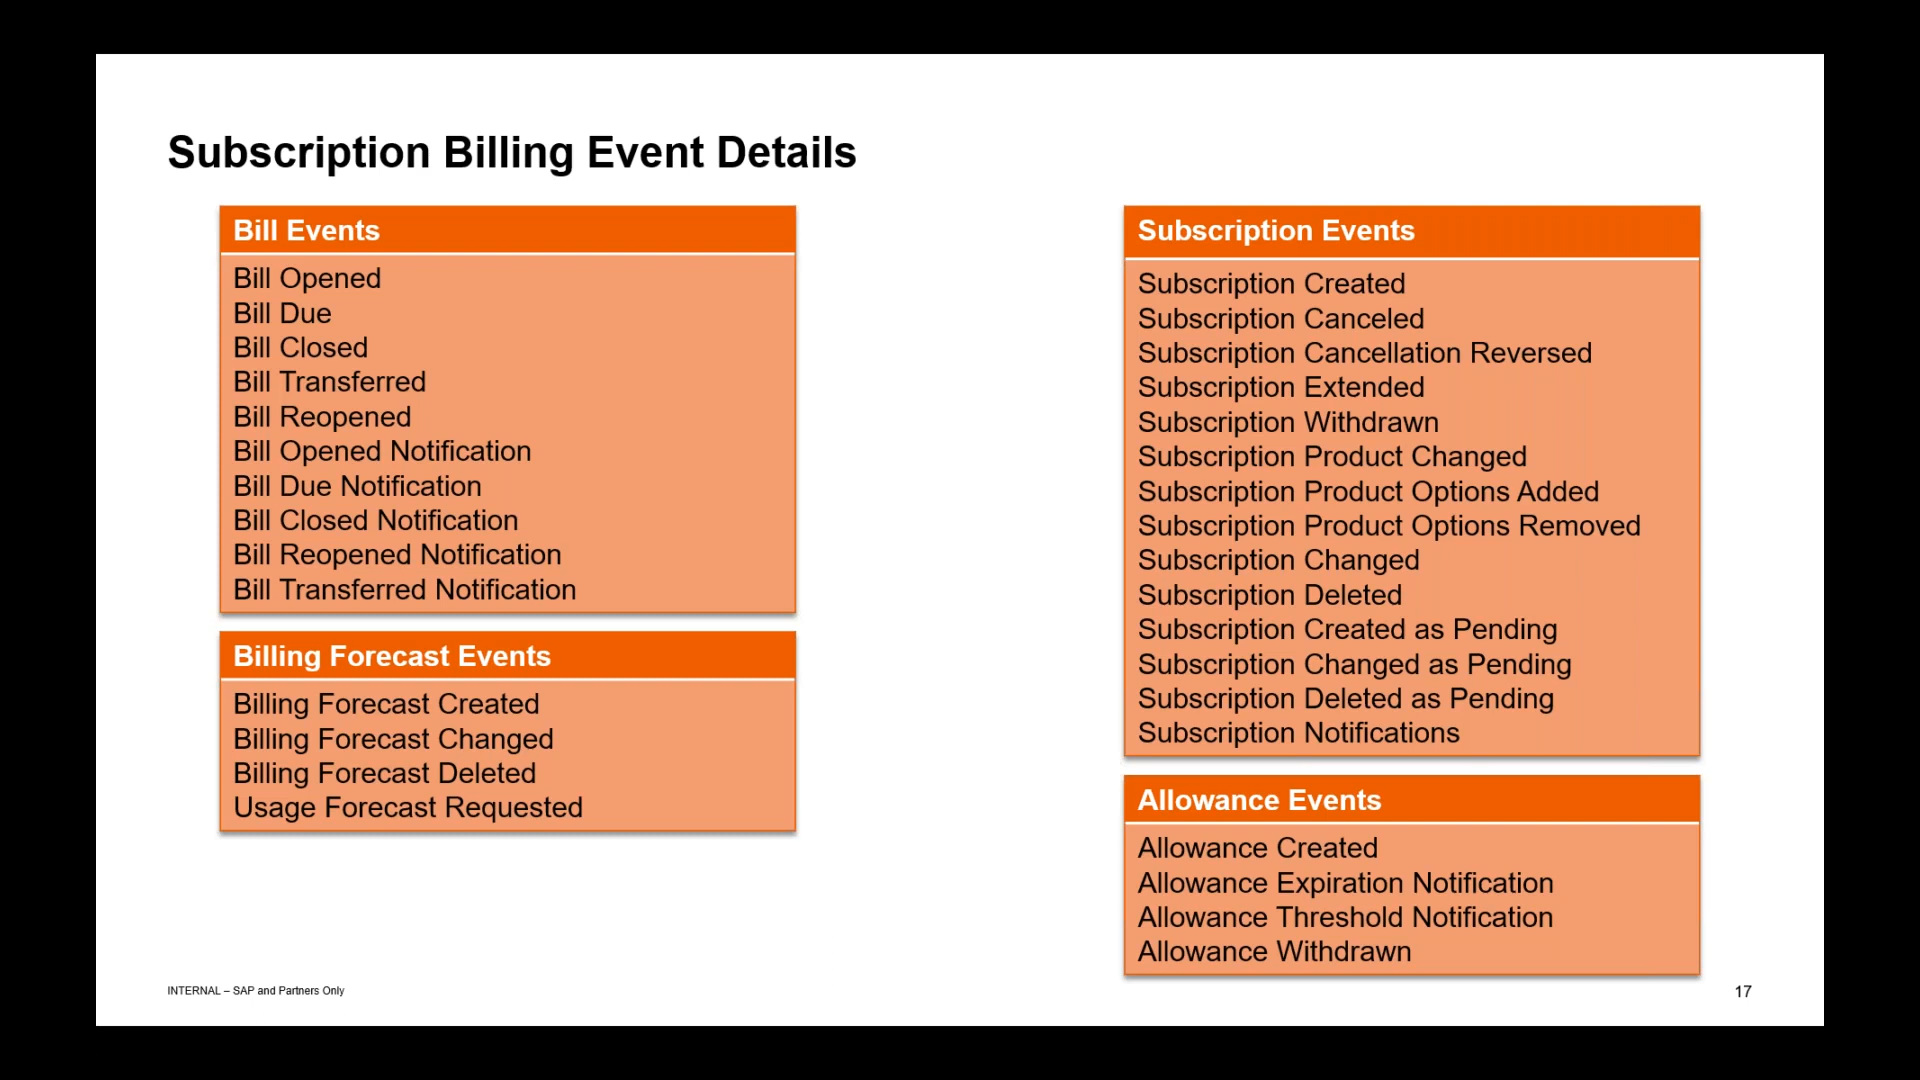 Subscription Billing Event Details
Bill Events
Bill Opened
Bill Due
Bill Closed
Bill Transferred
Bill Reopened
Bill Opened Notification
Bill Due Notification
Bill Closed Notification
Bill Reopened Notification
Bill Transferred Notification
Billing Forecast Events
Billing Forecast Created
Billing Forecast Changed
Billing Forecast Deleted
Usage Forecast Requested
Subscription Events
Subscription Created
Subscription Canceled
Subscription Cancellation Reversed
Subscription Extended
Subscription Withdrawn
Subscription Product Changed
Subscription Product Options Added
Subscription Product Options Removed
Subscription Changed
Subscription Deleted
Subscription Created as Pending
Subscription Changed as Pending
Subscription Deleted as Pending
Subscription Notifications
Allowance Events
Allowance Created
Allowance Expiration Notification
Allowance Threshold Notification
Allowance Withdrawn
INTERNAL – SAP and Partners Only
17